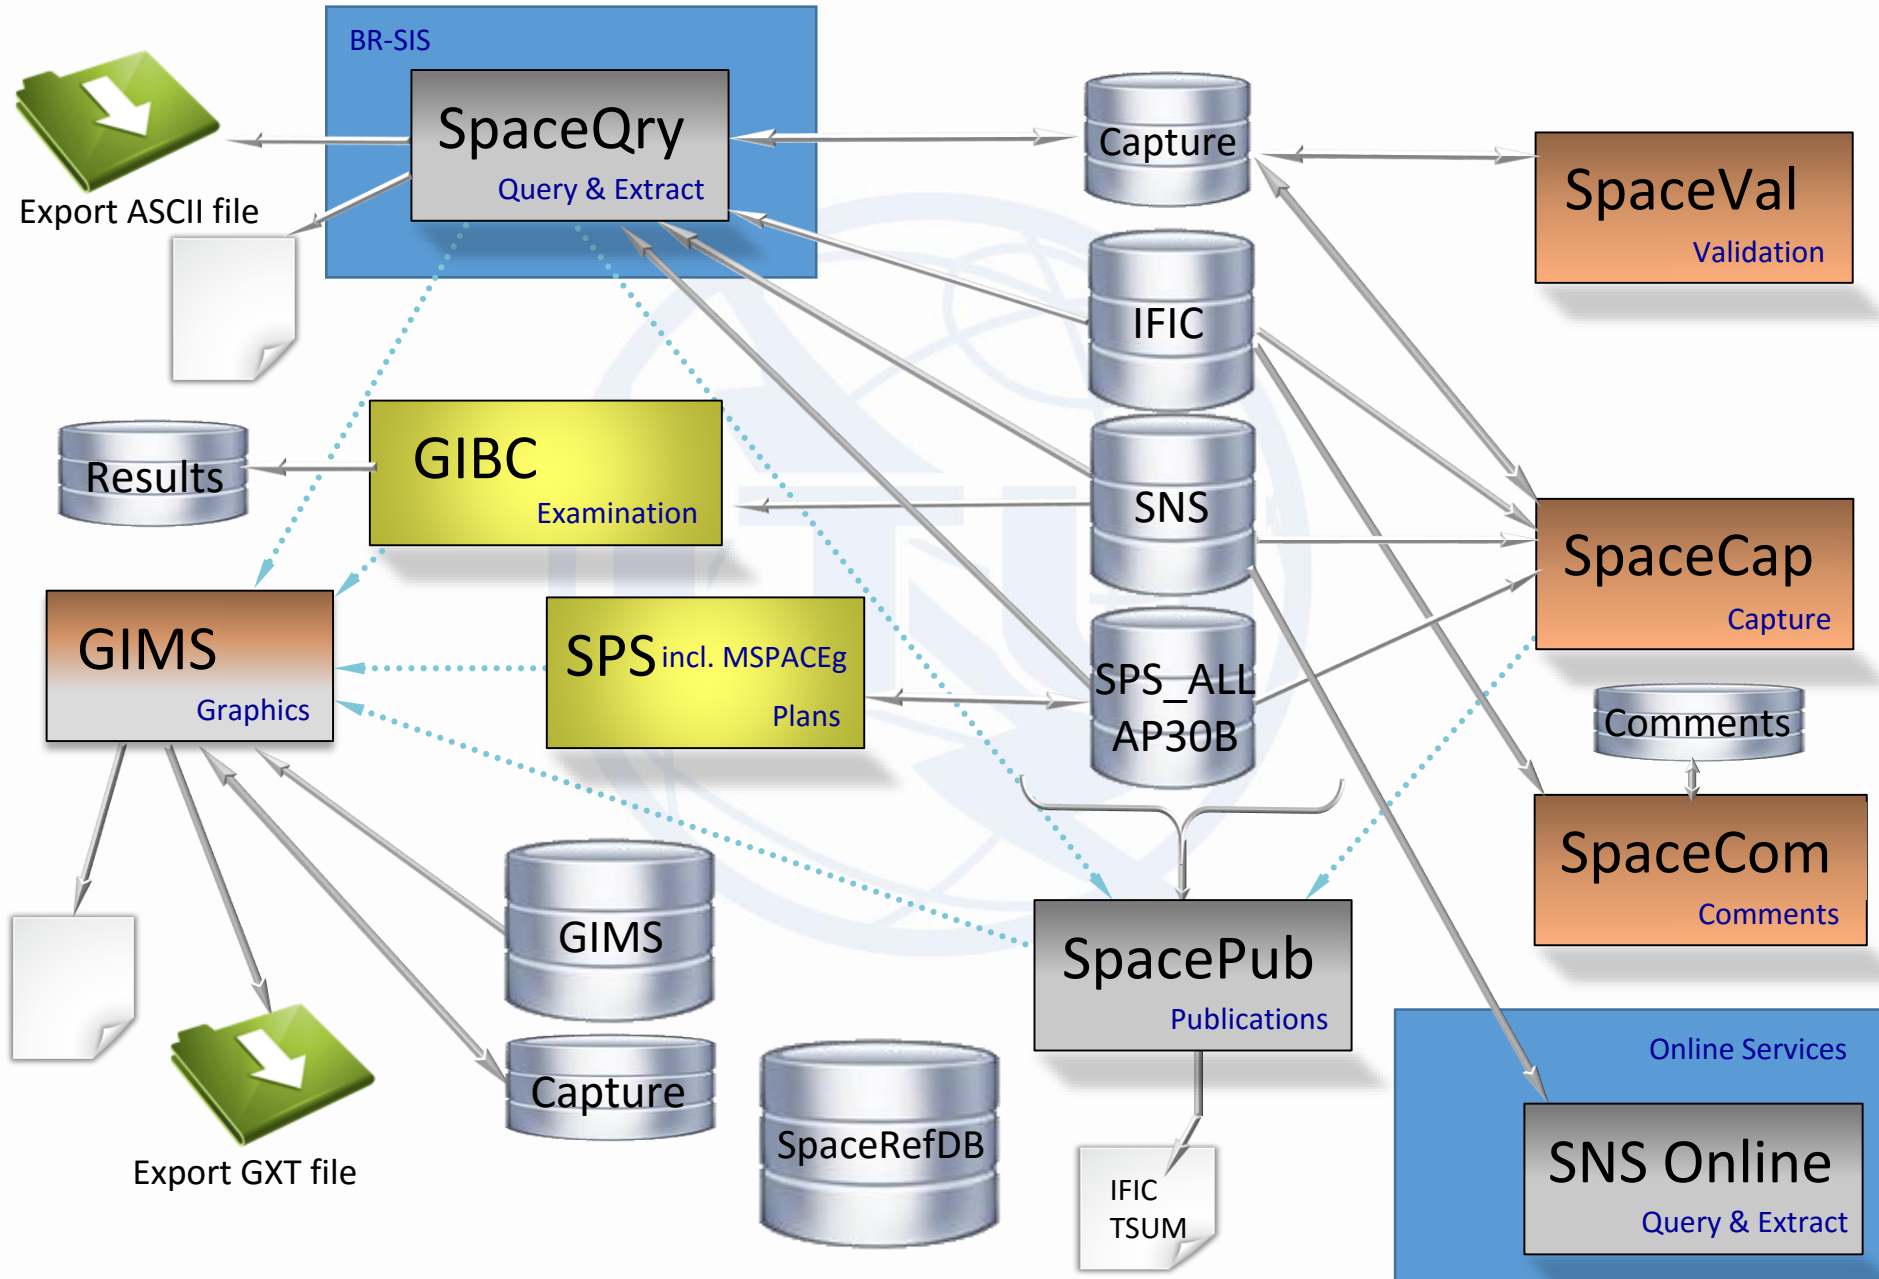 BR-SIS
SpaceQry
Query & Extract
Export ASCII file
Capture
SpaceVal
Validation
IFIC
Results
GIBC
Examination
SNS
SpaceCap
Capture
GIMS
Graphics
SPS incl. MSPACEg
Plans
SPS_ALL
AP30B
Comments
SpaceCom
Comments
GIMS
SpacePub
Publications
Capture
SpaceRefDB
Export GXT file
IFIC
TSUM
Online Services
SNS Online
Query & Extract
ITU